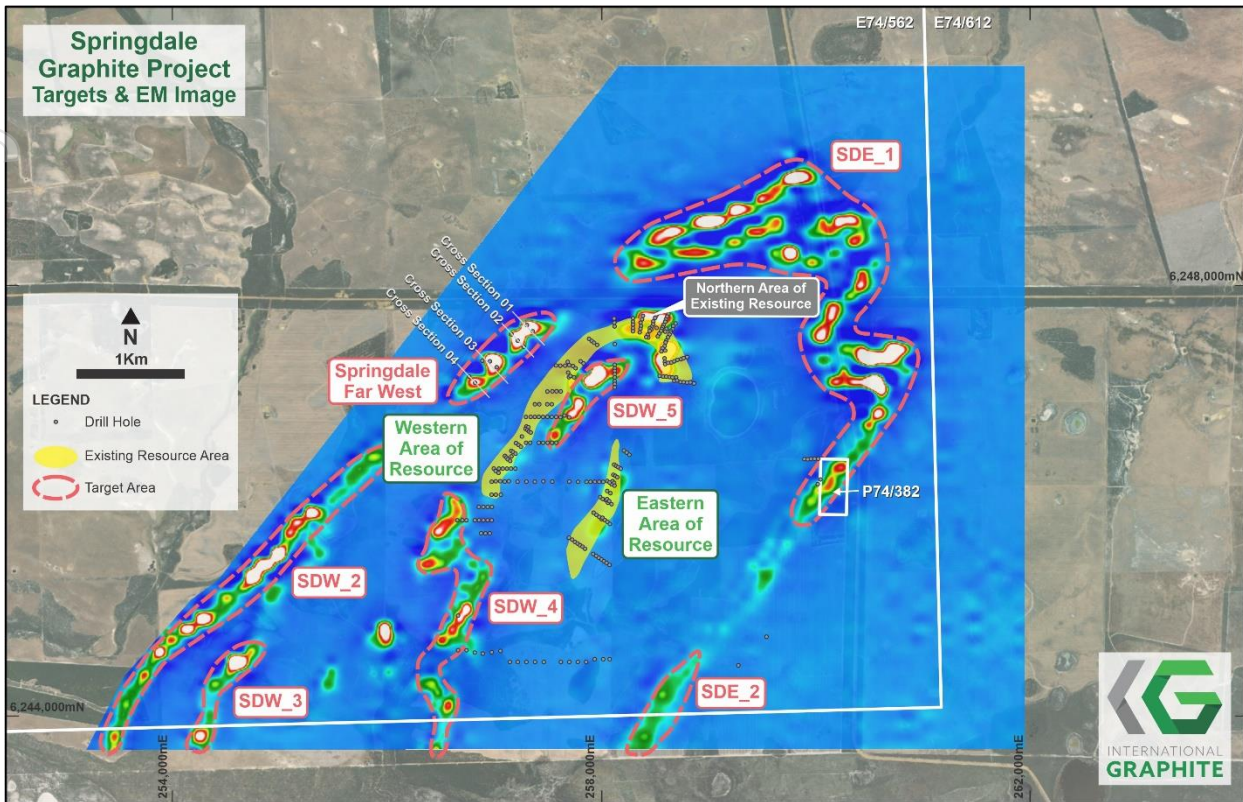 Springdale
Graphite Project
Targets & EM Image
E74/562
E74/612
SDE_1
6,248,000mN
Northern Area of
Existing Resource
Cross Section 01
Cross Section 02
Cross Section 03
Cross Section 04
N
1Km
LEGEND
Drill Hole
Existing Resource Area
Target Area
Springdale
Far West
SDW_5
Western
Area of
Resource
P74/382
Eastern
Area of
Resource
SDW_2
SDW_4
SDW_3
SDE_2
6,244,000mN
254,000mE
258,000mE
262,000mE
INTERNATIONAL
GRAPHITE